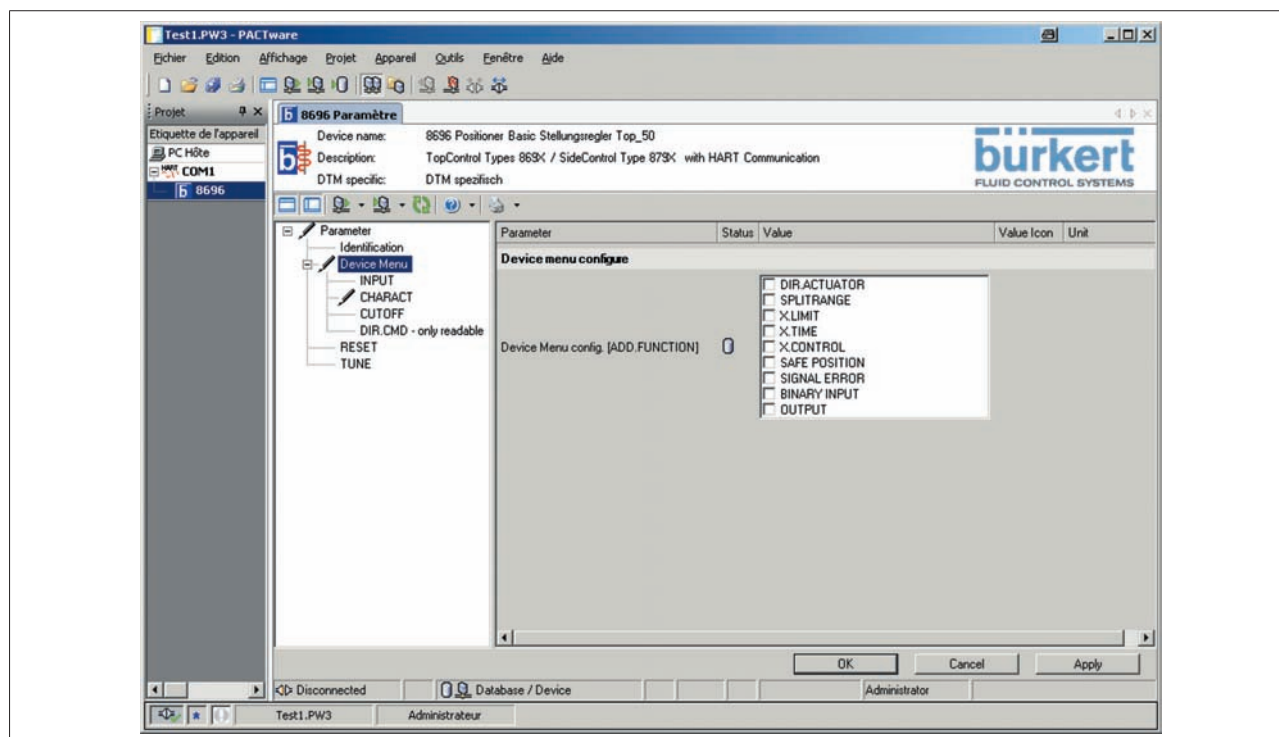 Test1.PW3 - PACTware
Fichier Edition Affichage Projet Appareil Outils Fenêtre Aide
Projet
Etiquette de l'appareil
PC Hôte
HART COM1
8696
8696 Paramètre
Device name: 8696 Positioner Basic Stellungsregler Top_50
Description: TopControl Types 869X / SideControl Type 879X with HART Communication
DTM specific: DTM spezifisch
bürkert
FLUID CONTROL SYSTEMS
Parameter
Identification
Device Menu
INPUT
CHARACT
CUTOFF
DIR.CMD - only readable
RESET
TUNE
Parameter Status Value Value Icon Unit
Device menu configure
Device Menu config. [ADD.FUNCTION]
DIR.ACTUATOR
SPLITRANGE
X.LIMIT
X.TIME
X.CONTROL
SAFE POSITION
SIGNAL ERROR
BINARY INPUT
OUTPUT
OK Cancel Apply
Disconnected Database / Device Administrator
Test1.PW3 Administrateur